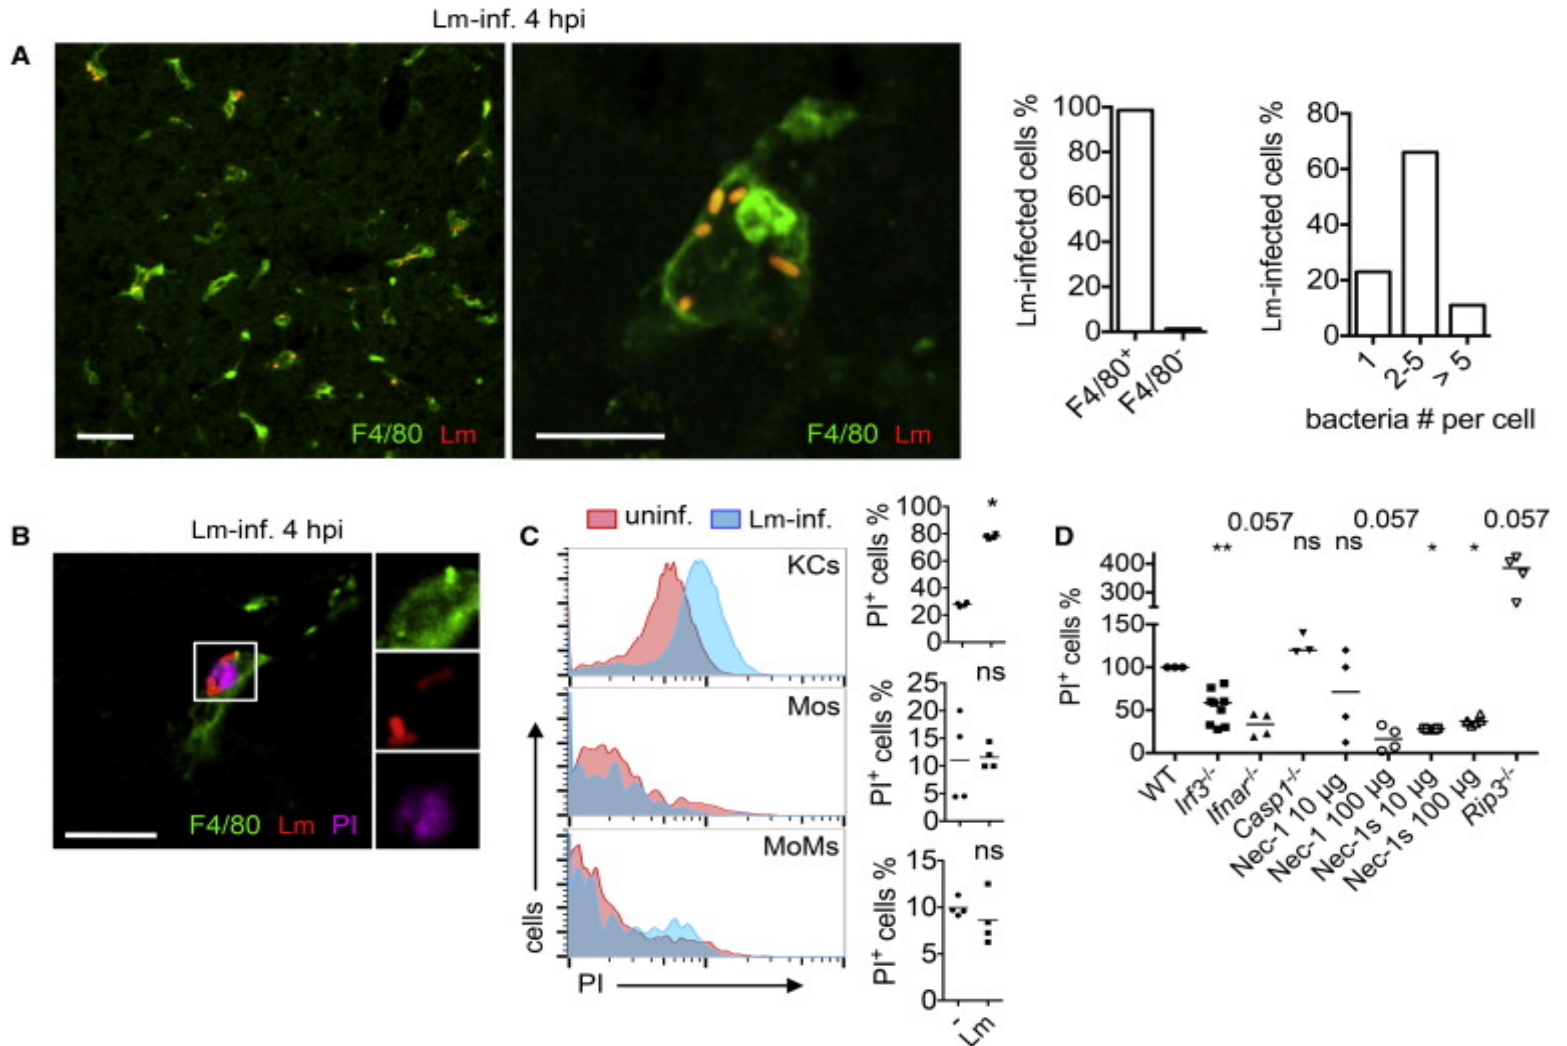 Lm-inf. 4 hpi
A
F4/80 Lm
F4/80 Lm
Lm-infected cells %
100
80
60
40
20
0
F4/80⁺
F4/80⁻
Lm-infected cells %
80
60
40
20
0
1
2-5
> 5
bacteria # per cell
B
Lm-inf. 4 hpi
F4/80 Lm PI
C
uninf.
Lm-inf.
KCs
Mos
MoMs
cells
PI
PI⁺ cells %
100
80
60
40
20
0
*
PI⁺ cells %
25
20
15
10
5
0
ns
PI⁺ cells %
15
10
5
0
ns
-
Lm
D
0.057
0.057
0.057
**
ns
ns
*
*
PI⁺ cells %
400
300
200
150
100
50
0
WT
Irf3⁻/⁻
Ifnar⁻/⁻
Casp1⁻/⁻
Nec-1 10 µg
Nec-1 100 µg
Nec-1s 10 µg
Nec-1s 100 µg
Rip3⁻/⁻